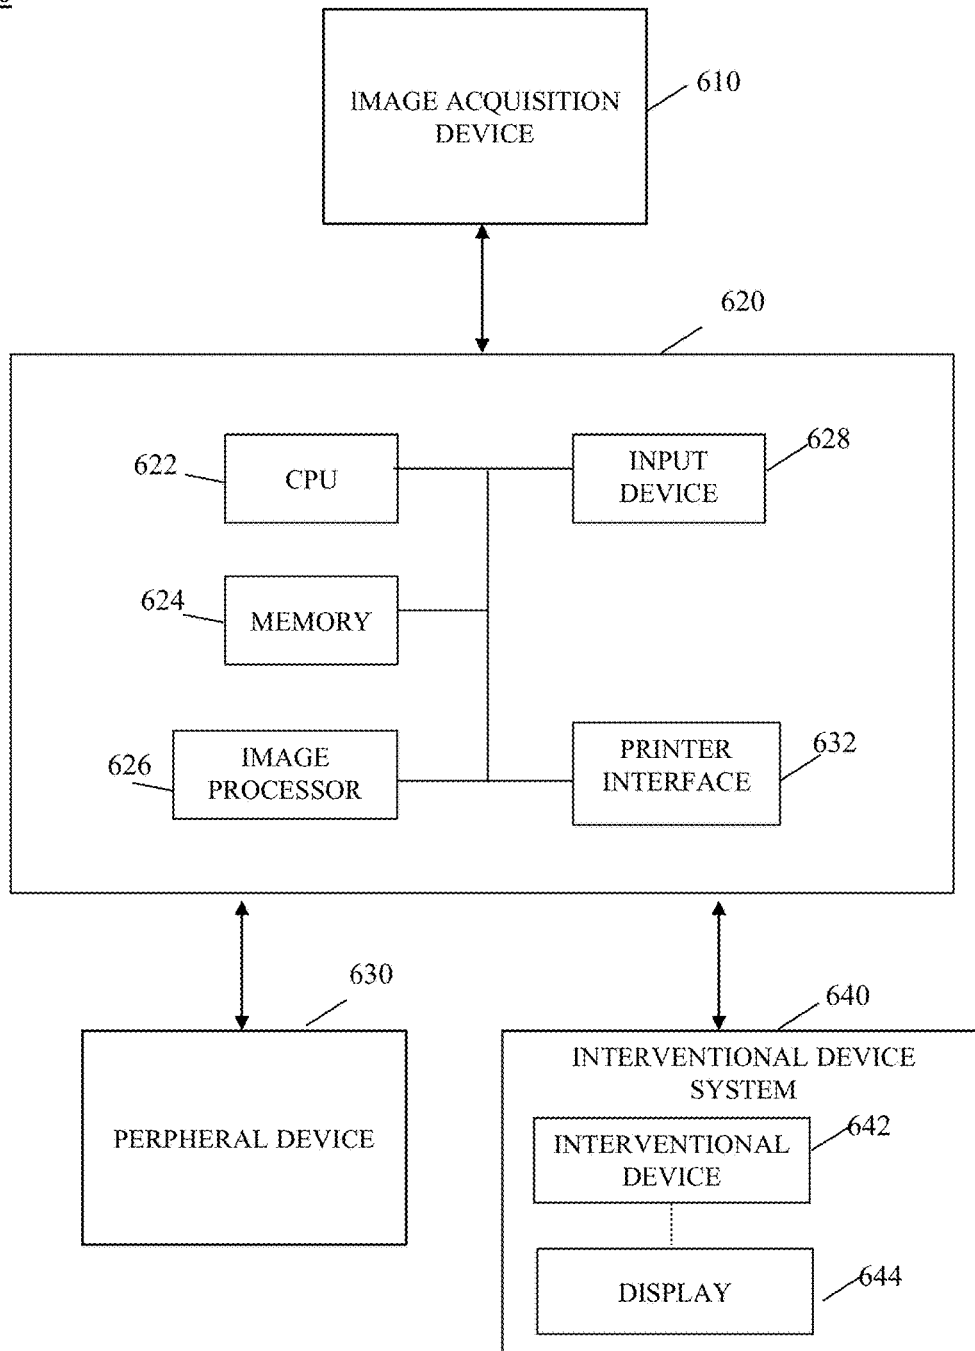 IMAGE ACQUISITION
DEVICE
610
620
622
CPU
INPUT
DEVICE
628
624
MEMORY
626
IMAGE
PROCESSOR
PRINTER
INTERFACE
632
630
PERPHERAL DEVICE
640
INTERVENTIONAL DEVICE
SYSTEM
INTERVENTIONAL
DEVICE
642
DISPLAY
644